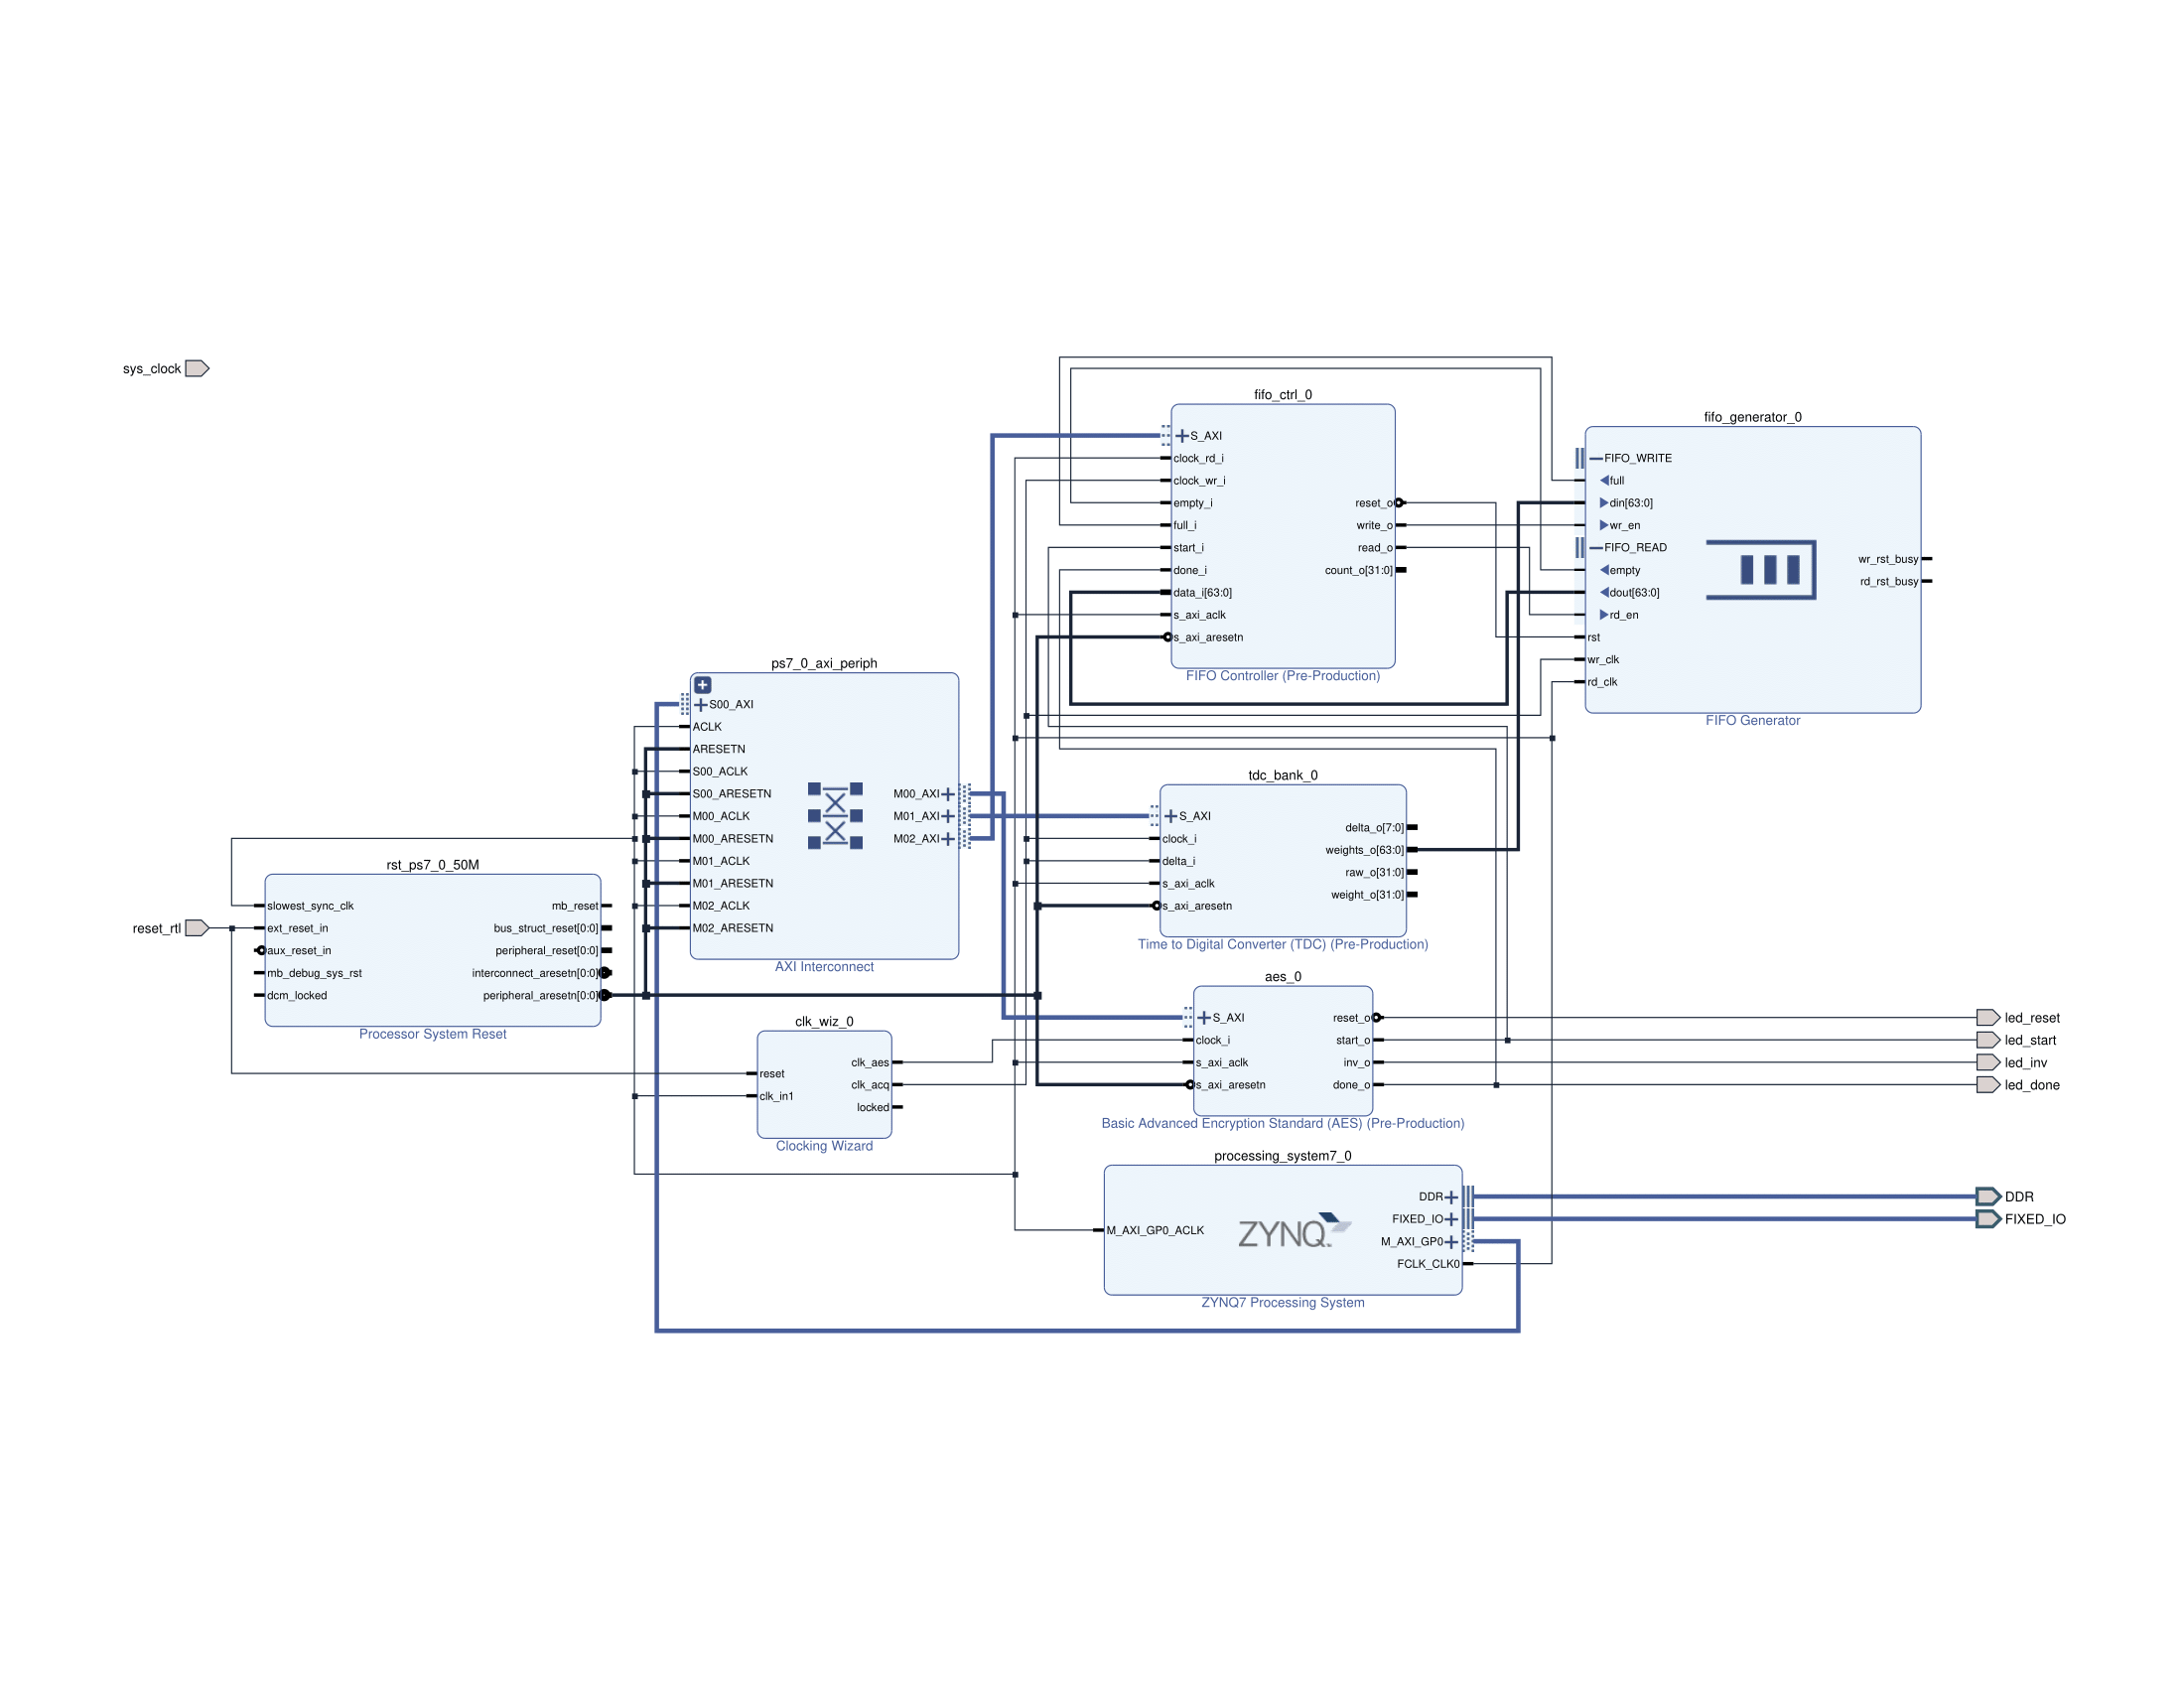 sys_clock
reset_rtl
rst_ps7_0_50M
slowest_sync_clk
ext_reset_in
aux_reset_in
mb_debug_sys_rst
dcm_locked
mb_reset
bus_struct_reset[0:0]
peripheral_reset[0:0]
interconnect_aresetn[0:0]
peripheral_aresetn[0:0]
Processor System Reset
ps7_0_axi_periph
S00_AXI
ACLK
ARESETN
S00_ACLK
S00_ARESETN
M00_ACLK
M00_ARESETN
M01_ACLK
M01_ARESETN
M02_ACLK
M02_ARESETN
M00_AXI
M01_AXI
M02_AXI
AXI Interconnect
clk_wiz_0
reset
clk_in1
clk_aes
clk_acq
locked
Clocking Wizard
fifo_ctrl_0
S_AXI
clock_rd_i
clock_wr_i
empty_i
full_i
start_i
done_i
data_i[63:0]
s_axi_aclk
s_axi_aresetn
reset_o
write_o
read_o
count_o[31:0]
FIFO Controller (Pre-Production)
fifo_generator_0
FIFO_WRITE
full
din[63:0]
wr_en
FIFO_READ
empty
dout[63:0]
rd_en
rst
wr_clk
rd_clk
wr_rst_busy
rd_rst_busy
FIFO Generator
tdc_bank_0
S_AXI
clock_i
delta_i
s_axi_aclk
s_axi_aresetn
delta_o[7:0]
weights_o[63:0]
raw_o[31:0]
weight_o[31:0]
Time to Digital Converter (TDC) (Pre-Production)
aes_0
S_AXI
clock_i
s_axi_aclk
s_axi_aresetn
reset_o
start_o
inv_o
done_o
Basic Advanced Encryption Standard (AES) (Pre-Production)
processing_system7_0
M_AXI_GP0_ACLK
ZYNQ
DDR
FIXED_IO
M_AXI_GP0
FCLK_CLK0
ZYNQ7 Processing System
led_reset
led_start
led_inv
led_done
DDR
FIXED_IO